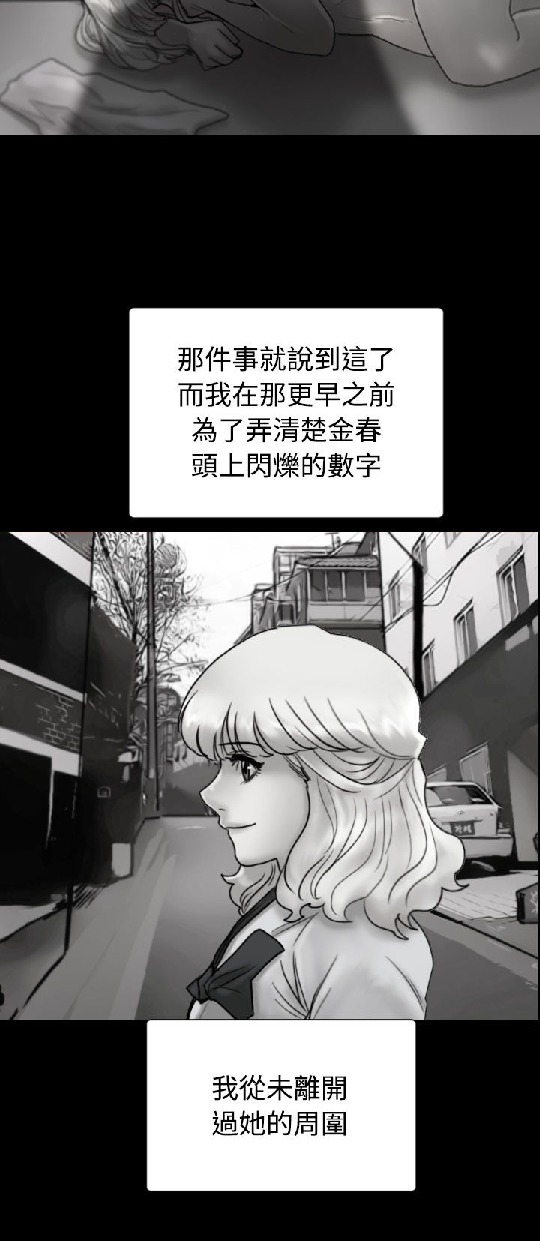 那件事就說到這了
而我在那更早之前
為了弄清楚金春
頭上閃爍的數字
我從未離開
過她的周圍